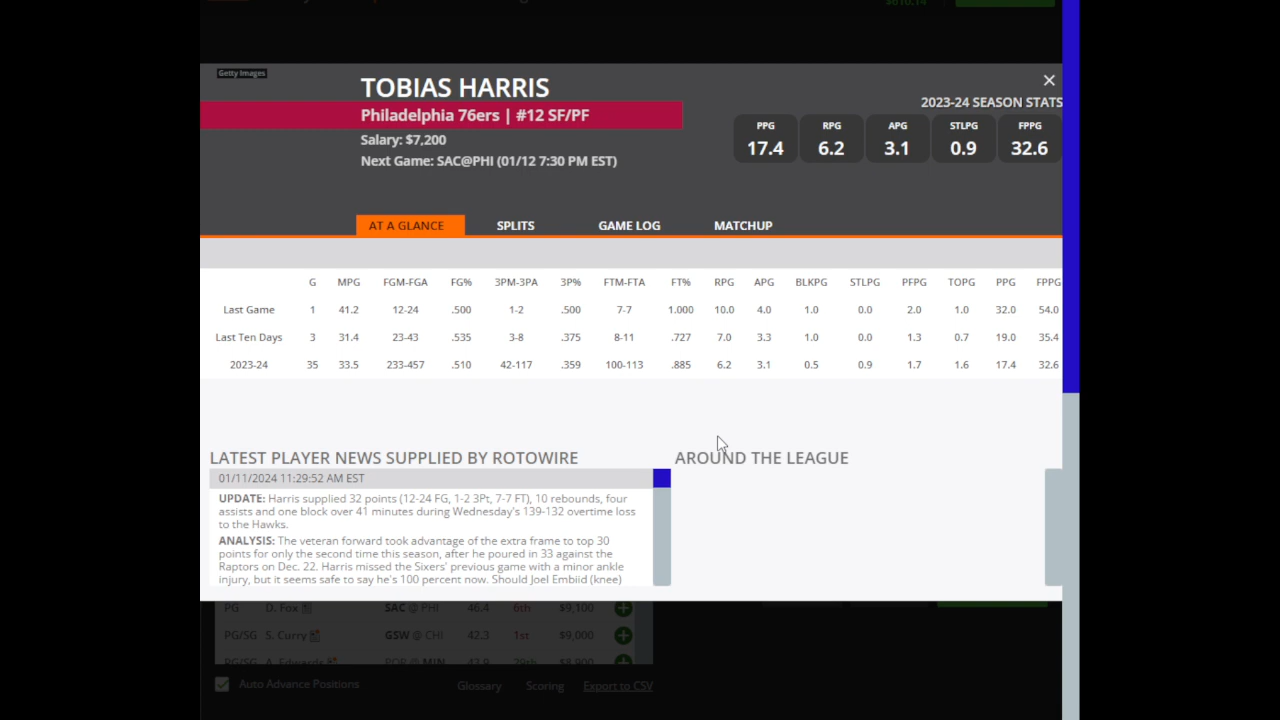 $610.14
Getty Images
TOBIAS HARRIS
Philadelphia 76ers | #12 SF/PF
Salary: $7,200
Next Game: SAC@PHI (01/12 7:30 PM EST)
×
2023-24 SEASON STATS
PPG RPG APG STLPG FPPG
17.4 6.2 3.1 0.9 32.6
AT A GLANCE SPLITS GAME LOG MATCHUP
G MPG FGM-FGA FG% 3PM-3PA 3P% FTM-FTA FT% RPG APG BLKPG STLPG PFPG TOPG PPG FPPG
Last Game 1 41.2 12-24 .500 1-2 .500 7-7 1.000 10.0 4.0 1.0 0.0 2.0 1.0 32.0 54.0
Last Ten Days 3 31.4 23-43 .535 3-8 .375 8-11 .727 7.0 3.3 1.0 0.0 1.3 0.7 19.0 35.4
2023-24 35 33.5 233-457 .510 42-117 .359 100-113 .885 6.2 3.1 0.5 0.9 1.7 1.6 17.4 32.6
LATEST PLAYER NEWS SUPPLIED BY ROTOWIRE
01/11/2024 11:29:52 AM EST
UPDATE: Harris supplied 32 points (12-24 FG, 1-2 3Pt, 7-7 FT), 10 rebounds, four
assists and one block over 41 minutes during Wednesday's 139-132 overtime loss
to the Hawks.
ANALYSIS: The veteran forward took advantage of the extra frame to top 30
points for only the second time this season, after he poured in 33 against the
Raptors on Dec. 22. Harris missed the Sixers' previous game with a minor ankle
injury, but it seems safe to say he's 100 percent now. Should Joel Embiid (knee)
AROUND THE LEAGUE
PG D. Fox SAC @ PHI 46.4 6th $9,100
PG/SG S. Curry GSW @ CHI 42.3 1st $9,000
PG/SG A. Edwards POR @ MIN 43.9 29th $8,900
Auto Advance Positions
Glossary Scoring Export to CSV